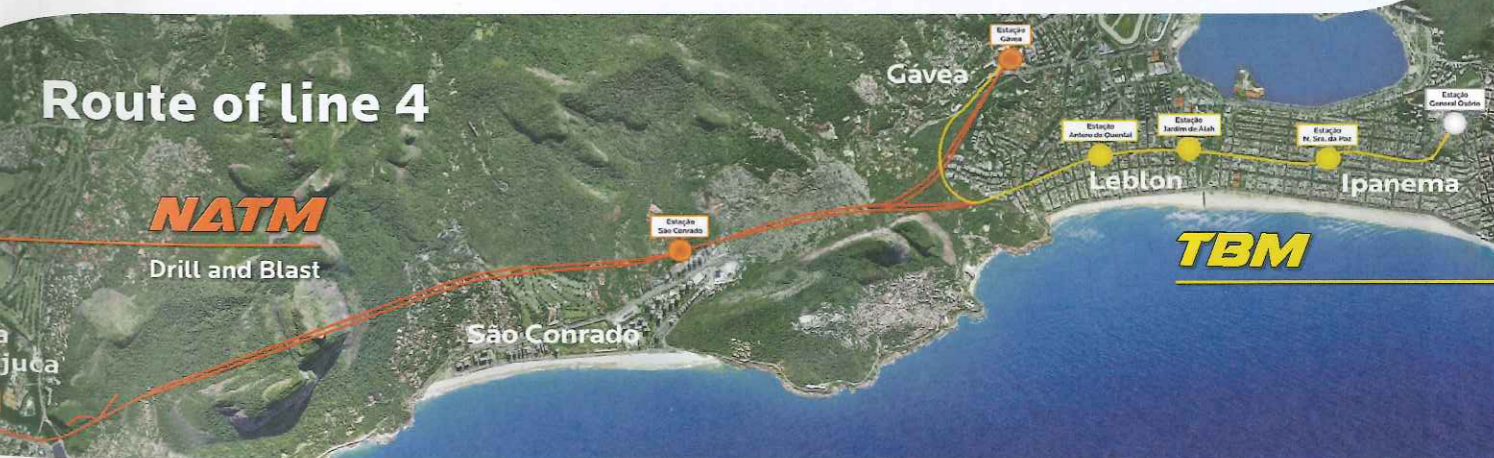 Route of line 4
NATM
Drill and Blast
a
juca
São Conrado
Estação
São Conrado
Gávea
Estação
Gávea
Estação
Antero de Quental
Estação
Jardim de Alah
Estação
N. Sra. da Paz
Estação
General Osório
Leblon
Ipanema
TBM